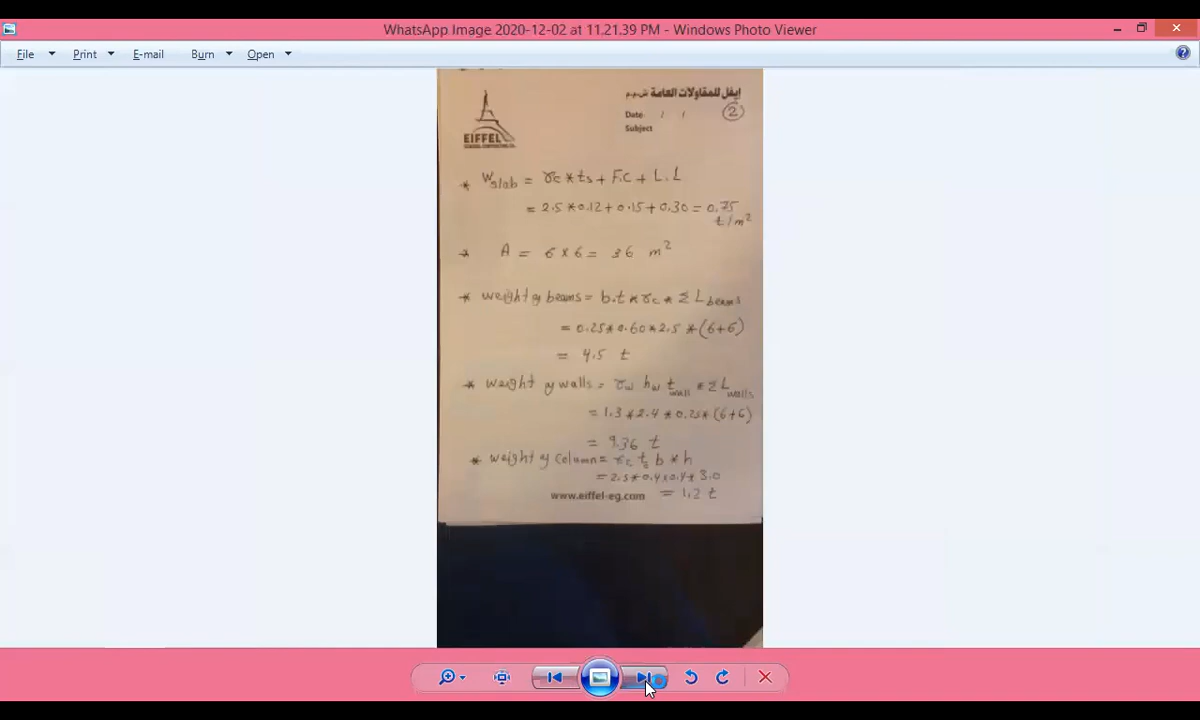 WhatsApp Image 2020-12-02 at 11.21.39 PM - Windows Photo Viewer
File Print E-mail Burn Open
إيفل للمقاولات العامة ش.م.م
Date / / 2
Subject
EIFFEL
* Wslab = γc * ts + F.C + L.L
= 2.5 * 0.12 + 0.15 + 0.30 = 0.75
t/m²
* A = 6 × 6 = 36 m²
* weight of beams = b.t * γc * Σ L beams
= 0.25 * 0.60 * 2.5 * (6+6)
= 4.5 t
* weight of walls = γw hw t wall * Σ L walls
= 1.3 * 2.4 * 0.25 * (6+6)
= 9.36 t
* weight of column = γc tc b * h
= 2.5 * 0.4 × 0.4 * 3.0
www.eiffel-eg.com = 1.2 t